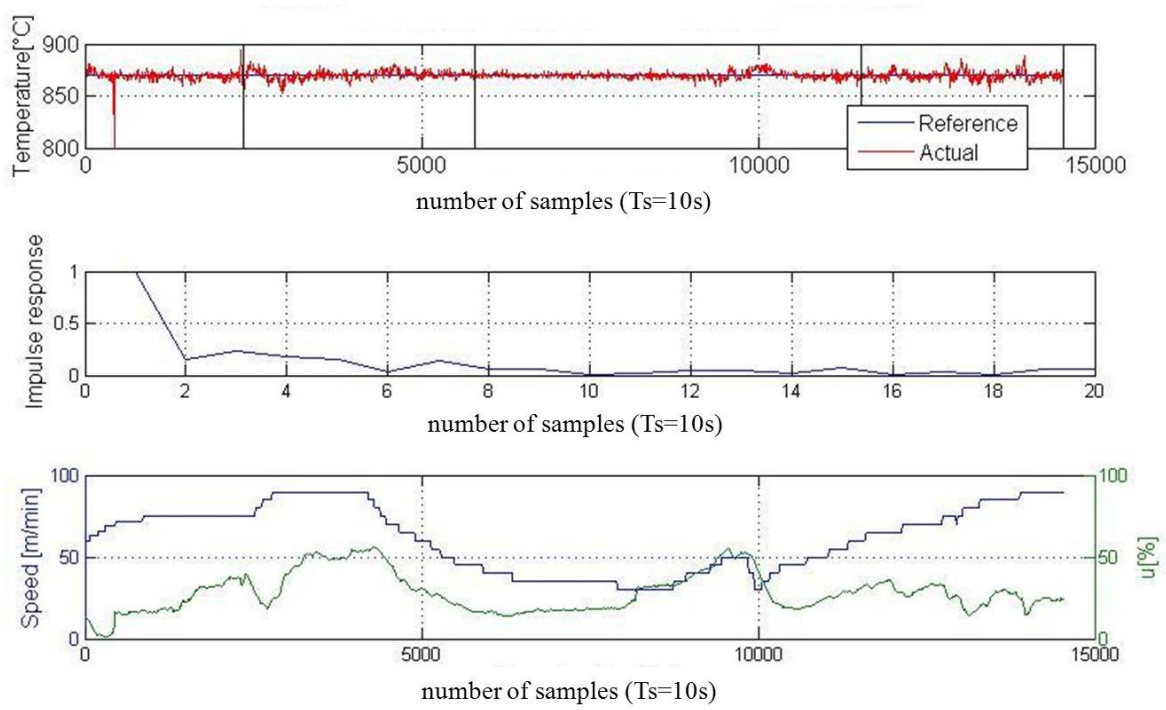 Temperature[°C]
900
850
800
0 5000 10000 15000
Reference
Actual
number of samples (Ts=10s)
Impulse response
1
0.5
0
0 2 4 6 8 10 12 14 16 18 20
number of samples (Ts=10s)
Speed [m/min]
100
50
0
0 5000 10000 15000
100
50
0
u[%]
number of samples (Ts=10s)